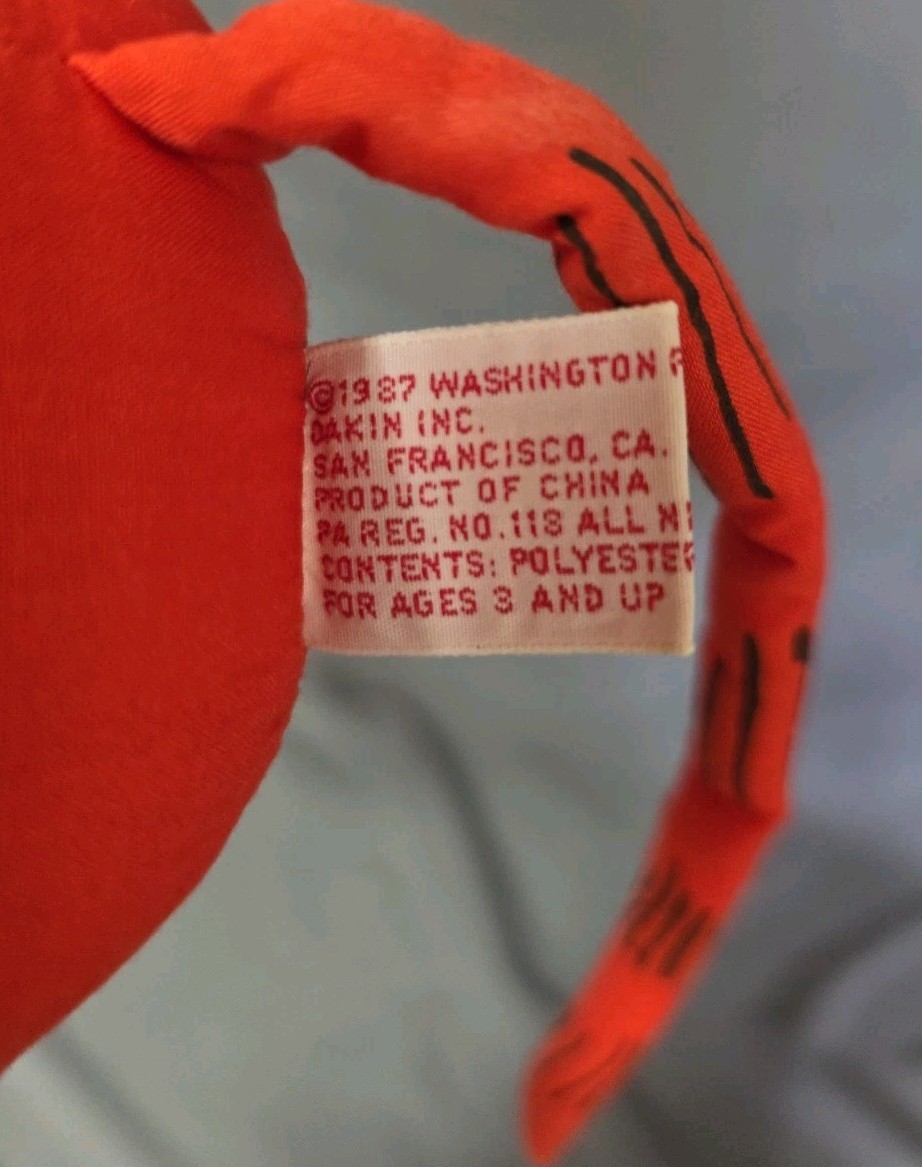 ©1987 WASHINGTON
DAKIN INC.
SAN FRANCISCO, CA.
PRODUCT OF CHINA
PA REG. NO.118 ALL
CONTENTS: POLYESTER
FOR AGES 3 AND UP